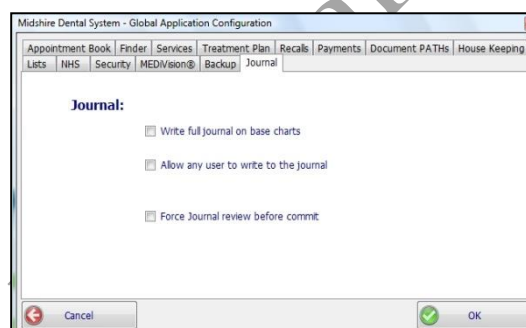 Midshire Dental System - Global Application Configuration
Appointment Book Finder Services Treatment Plan Recalls Payments Document PATHs House Keeping
Lists NHS Security MEDiVision® Backup Journal
Journal:
Write full journal on base charts
Allow any user to write to the journal
Force Journal review before commit
Cancel OK